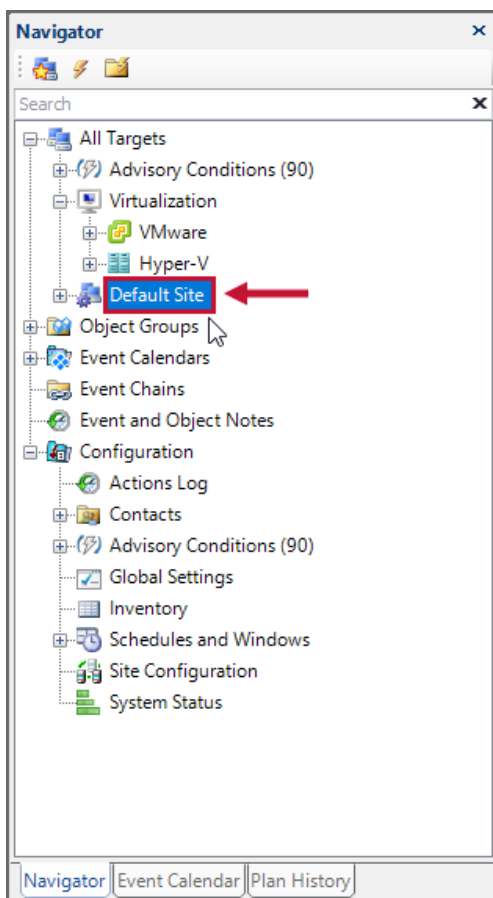 Navigator
Search
All Targets
Advisory Conditions (90)
Virtualization
VMware
Hyper-V
Default Site
Object Groups
Event Calendars
Event Chains
Event and Object Notes
Configuration
Actions Log
Contacts
Advisory Conditions (90)
Global Settings
Inventory
Schedules and Windows
Site Configuration
System Status
Navigator Event Calendar Plan History